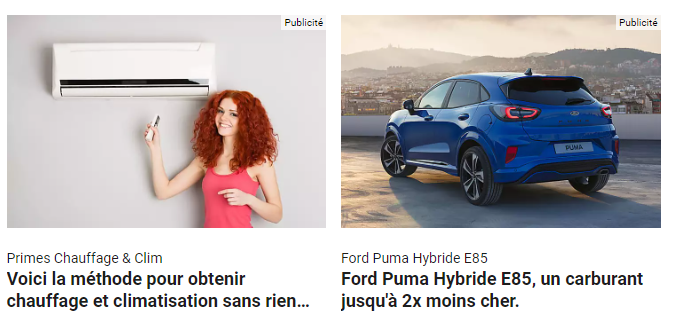 Publicité
Publicité
PUMA
Primes Chauffage & Clim
Voici la méthode pour obtenir
chauffage et climatisation sans rien...
Ford Puma Hybride E85
Ford Puma Hybride E85, un carburant
jusqu'à 2x moins cher.